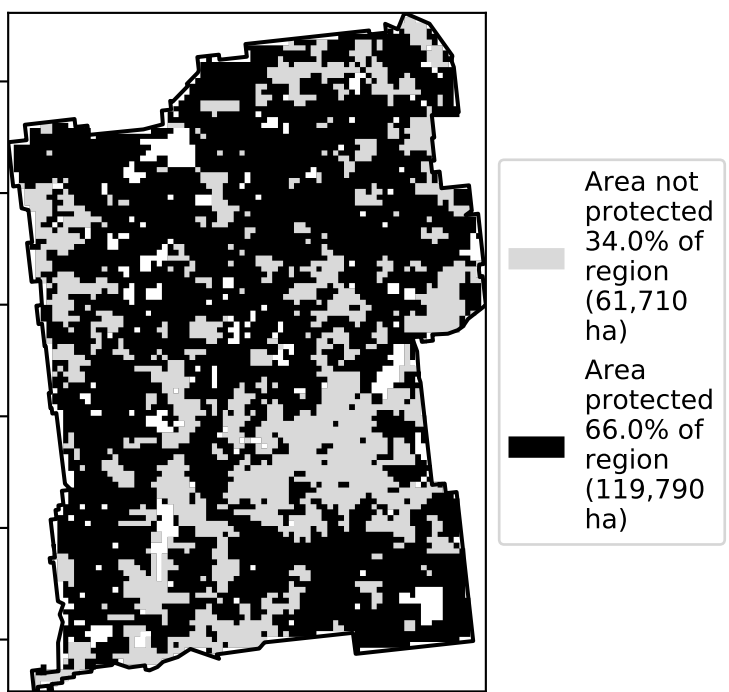 Area not
protected
34.0% of
region
(61,710
ha)
Area
protected
66.0% of
region
(119,790
ha)